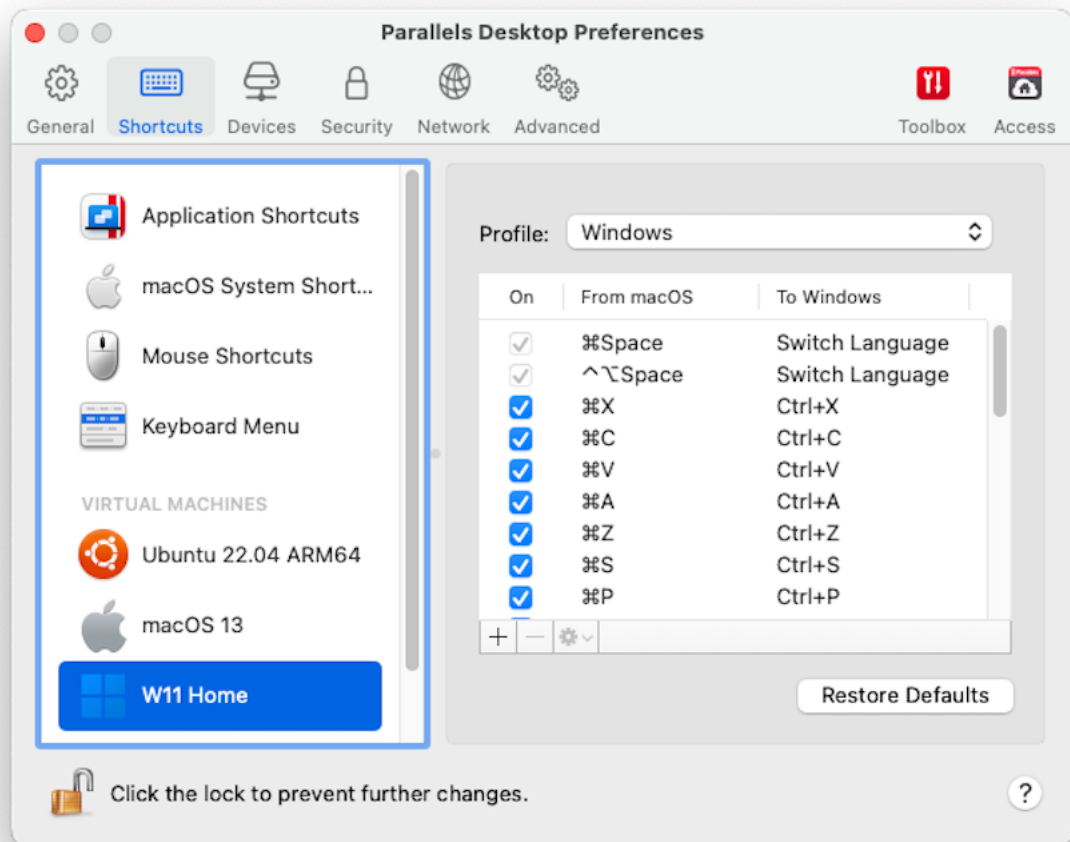 Parallels Desktop Preferences
General Shortcuts Devices Security Network Advanced Toolbox Access
Application Shortcuts
macOS System Short...
Mouse Shortcuts
Keyboard Menu
VIRTUAL MACHINES
Ubuntu 22.04 ARM64
macOS 13
W11 Home
Profile: Windows
On From macOS To Windows
⌘Space Switch Language
^⌥Space Switch Language
⌘X Ctrl+X
⌘C Ctrl+C
⌘V Ctrl+V
⌘A Ctrl+A
⌘Z Ctrl+Z
⌘S Ctrl+S
⌘P Ctrl+P
Restore Defaults
Click the lock to prevent further changes.
?